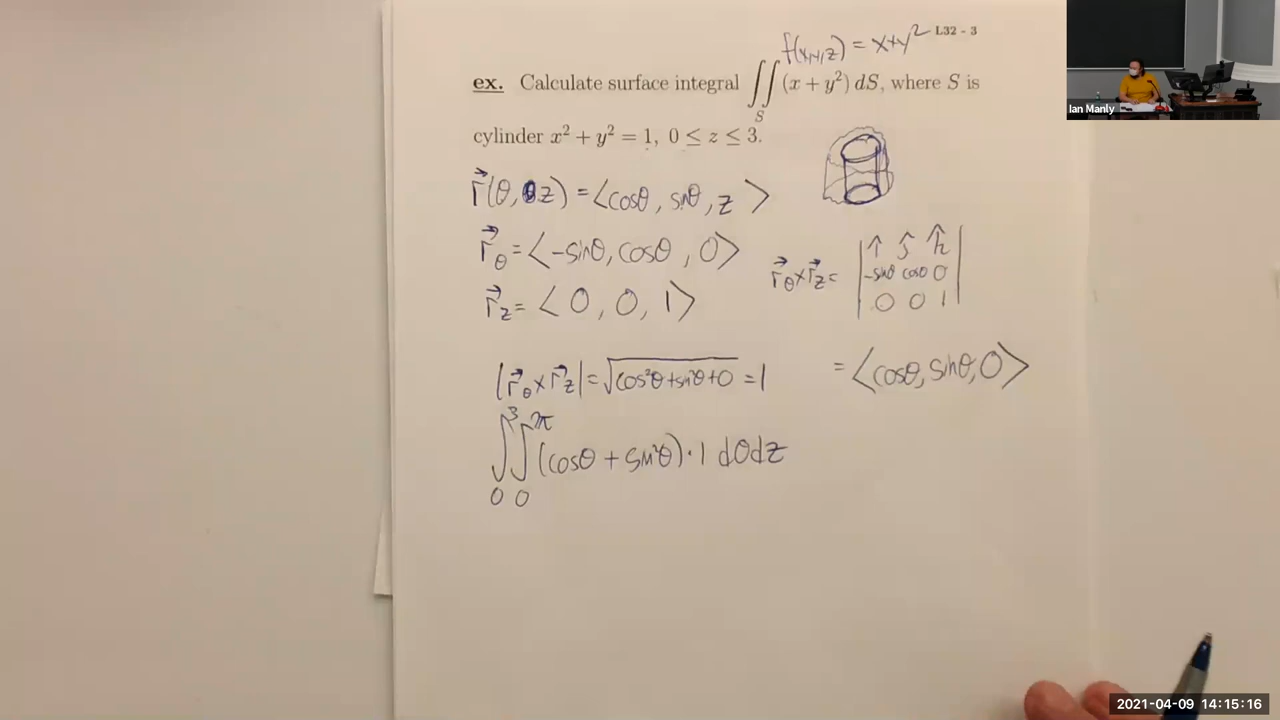 f(x,y,z) = x+y² L32 - 3
ex. Calculate surface integral ∬_S (x + y²) dS, where S is
cylinder x² + y² = 1, 0 ≤ z ≤ 3.
r⃗(θ, z) = ⟨cosθ, sinθ, z⟩
r⃗_θ = ⟨-sinθ, cosθ, 0⟩
r⃗_z = ⟨0, 0, 1⟩
r⃗_θ × r⃗_z = | î ĵ k̂ |
| -sinθ cosθ 0 |
| 0 0 1 |
= ⟨cosθ, sinθ, 0⟩
|r⃗_θ × r⃗_z| = √(cos²θ + sin²θ + 0) = 1
∫₀³ ∫₀^2π (cosθ + sin²θ) · 1 dθdz
Ian Manly
2021-04-09 14:15:16